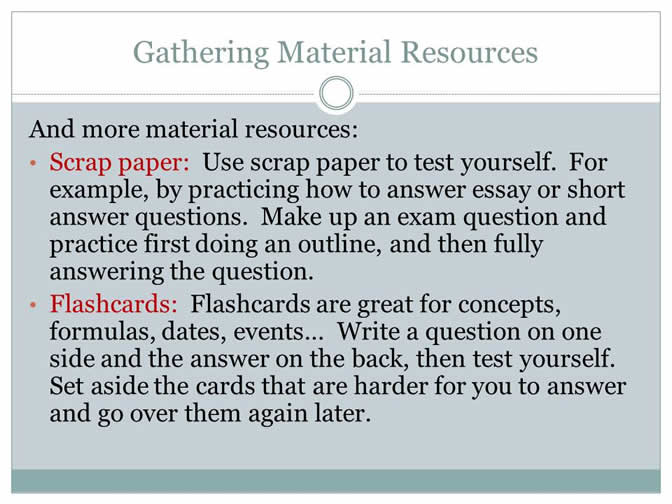 Gathering Material Resources
And more material resources:
• Scrap paper:  Use scrap paper to test yourself.  For
example, by practicing how to answer essay or short
answer questions.  Make up an exam question and
practice first doing an outline, and then fully
answering the question.
• Flashcards:  Flashcards are great for concepts,
formulas, dates, events…  Write a question on one
side and the answer on the back, then test yourself.
Set aside the cards that are harder for you to answer
and go over them again later.